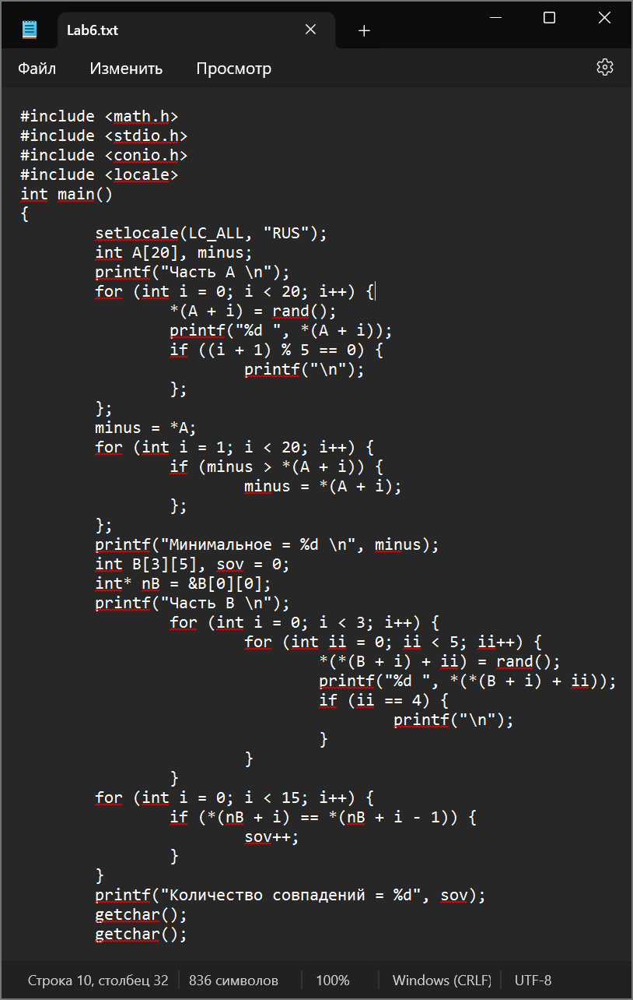 Lab6.txt
Файл Изменить Просмотр
#include <math.h>
#include <stdio.h>
#include <conio.h>
#include <locale>
int main()
{
setlocale(LC_ALL, "RUS");
int A[20], minus;
printf("Часть А \n");
for (int i = 0; i < 20; i++) {
*(A + i) = rand();
printf("%d ", *(A + i));
if ((i + 1) % 5 == 0) {
printf("\n");
};
};
minus = *A;
for (int i = 1; i < 20; i++) {
if (minus > *(A + i)) {
minus = *(A + i);
};
};
printf("Минимальное = %d \n", minus);
int B[3][5], sov = 0;
int* nB = &B[0][0];
printf("Часть В \n");
for (int i = 0; i < 3; i++) {
for (int ii = 0; ii < 5; ii++) {
*(*(B + i) + ii) = rand();
printf("%d ", *(*(B + i) + ii));
if (ii == 4) {
printf("\n");
}
}
}
for (int i = 0; i < 15; i++) {
if (*(nB + i) == *(nB + i - 1)) {
sov++;
}
}
printf("Количество совпадений = %d", sov);
getchar();
getchar();
Строка 10, столбец 32 836 символов 100% Windows (CRLF) UTF-8